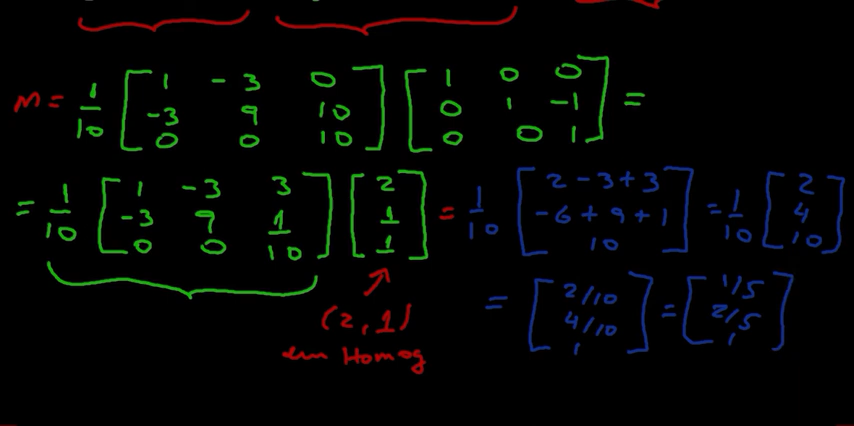 M = 1/10 [1 -3 0; -3 9 10; 0 0 10] [1 0 0; 0 1 -1; 0 0 1] =
= 1/10 [1 -3 3; -3 9 1; 0 0 10] [2; 1; 1] = 1/10 [2-3+3; -6+9+1; 10] = 1/10 [2; 4; 10]
= [2/10; 4/10; 1] = [1/5; 2/5; 1]
(2,1)
em Homog